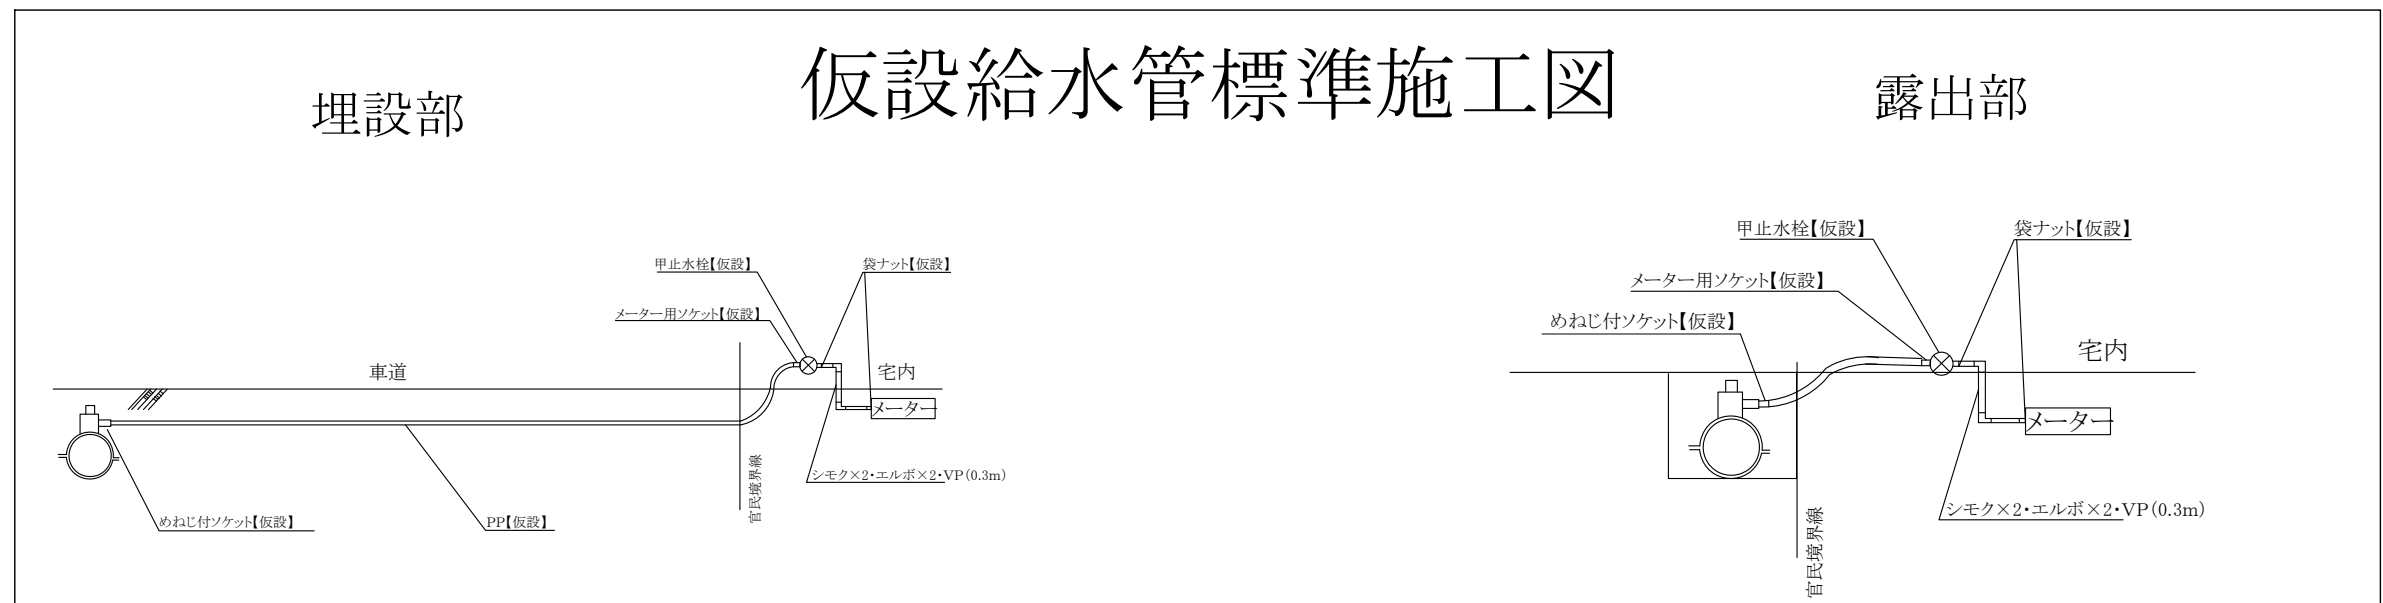 仮設給水管標準施工図
埋設部
甲止水栓【仮設】
袋ナット【仮設】
メーター用ソケット【仮設】
車道
宅内
メーター
シモク×2・エルボ×2・VP(0.3m)
官民境界線
めねじ付ソケット【仮設】
PP【仮設】
露出部
甲止水栓【仮設】
袋ナット【仮設】
メーター用ソケット【仮設】
めねじ付ソケット【仮設】
宅内
メーター
シモク×2・エルボ×2・VP(0.3m)
官民境界線